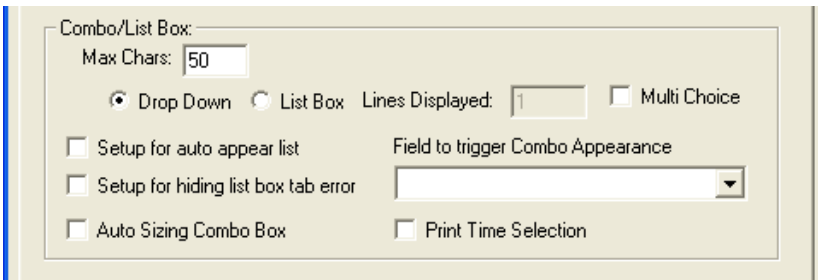 Combo/List Box:
Max Chars: 50
Drop Down List Box Lines Displayed: 1 Multi Choice
Setup for auto appear list Field to trigger Combo Appearance
Setup for hiding list box tab error
Auto Sizing Combo Box Print Time Selection